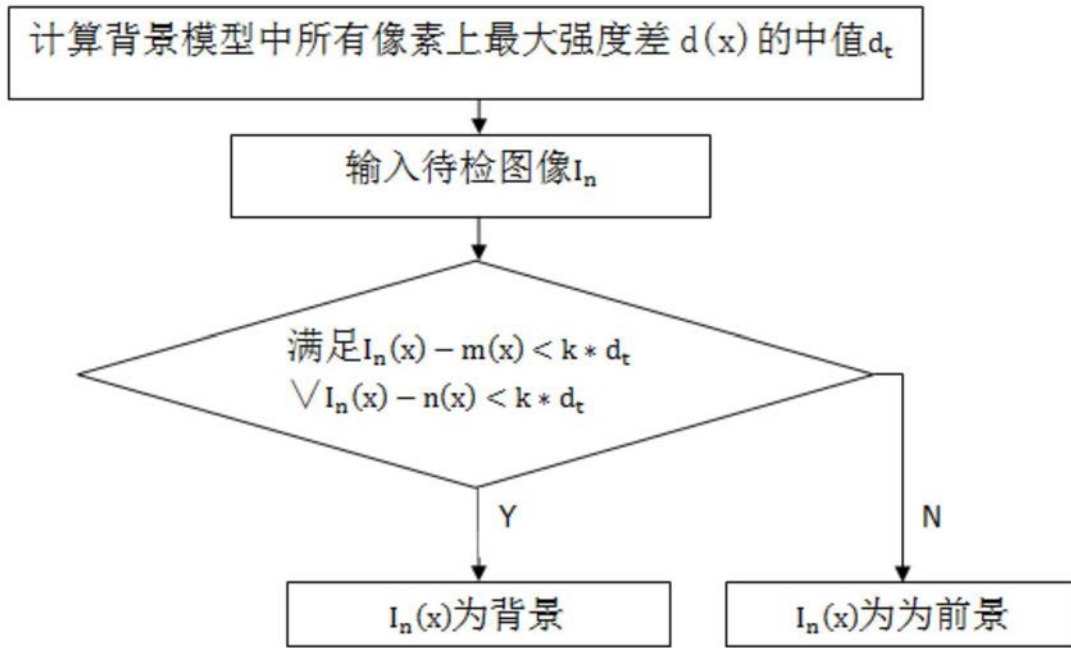 计算背景模型中所有像素上最大强度差 d(x)的中值dₜ
输入待检图像Iₙ
满足Iₙ(x) − m(x) < k * dₜ
∨Iₙ(x) − n(x) < k * dₜ
Y
N
Iₙ(x)为背景
Iₙ(x)为为前景